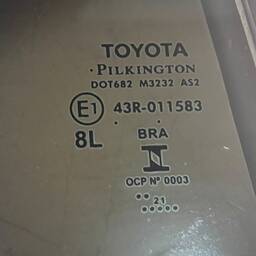 TOYOTA
·PILKINGTON
DOT682 M3232 AS2
E1 43R-011583
8L BRA
OCP Nº 0003
21